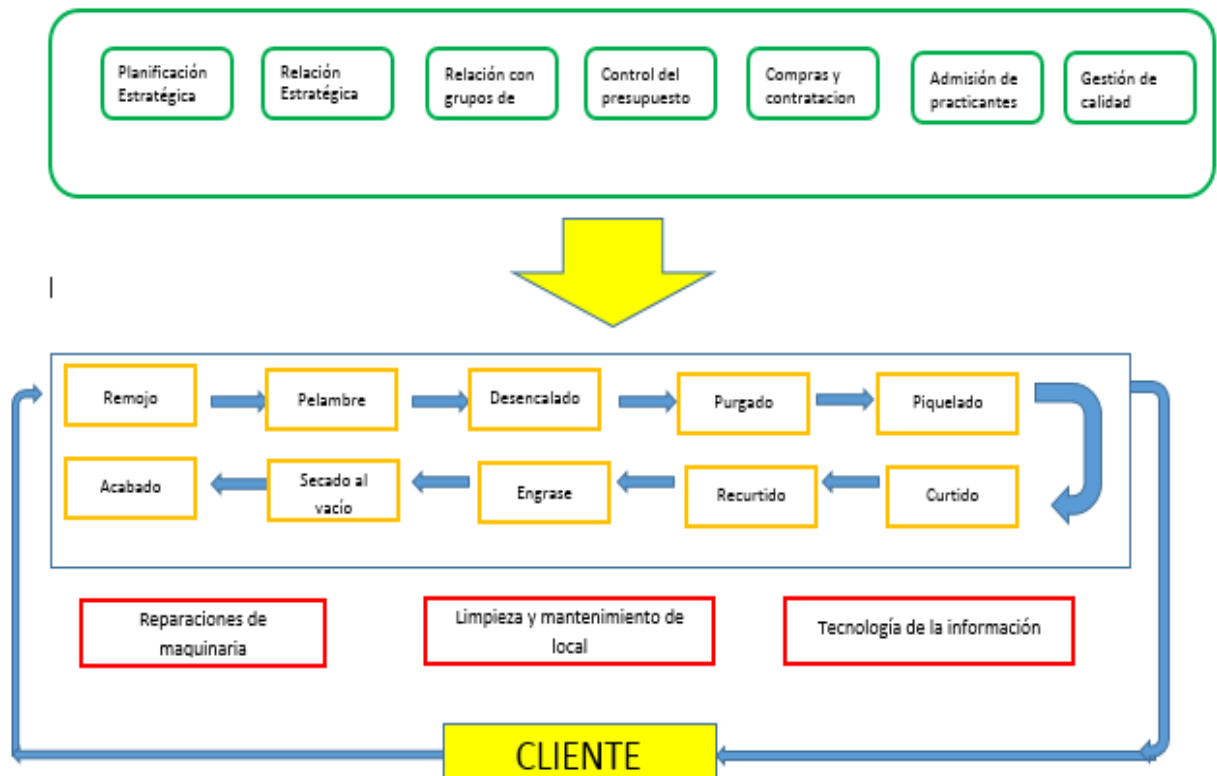 Planificación
Estratégica
Relación
Estratégica
Relación con
grupos de
Control del
presupuesto
Compras y
contratacion
Admisión de
practicantes
Gestión de
calidad
Remojo
Pelambre
Desencalado
Purgado
Piquelado
Acabado
Secado al
vacío
Engrase
Recurtido
Curtido
Reparaciones de
maquinaria
Limpieza y mantenimiento de
local
Tecnología de la información
CLIENTE